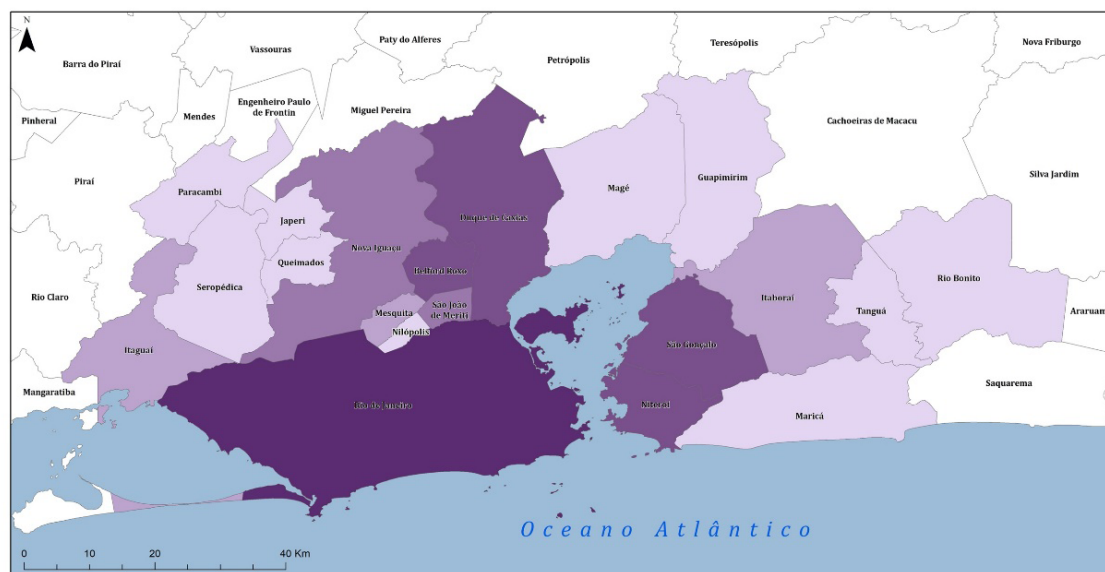 N
Paty do Alferes
Teresópolis
Nova Friburgo
Vassouras
Barra do Piraí
Petrópolis
Engenheiro Paulo
de Frontin
Miguel Pereira
Mendes
Pinheral
Cachoeiras de Macacu
Piraí
Silva Jardim
Paracambi
Magé
Guapimirim
Japeri
Duque de Caxias
Nova Iguaçu
Queimados
Belford Roxo
Seropédica
Rio Claro
Itaboraí
Rio Bonito
Mesquita
São João
de Meriti
Tanguá
Araruam
Nilópolis
Itaguaí
São Gonçalo
Mangaratiba
Saquarema
Rio de Janeiro
Niterói
Maricá
Oceano Atlântico
0 10 20 40 Km